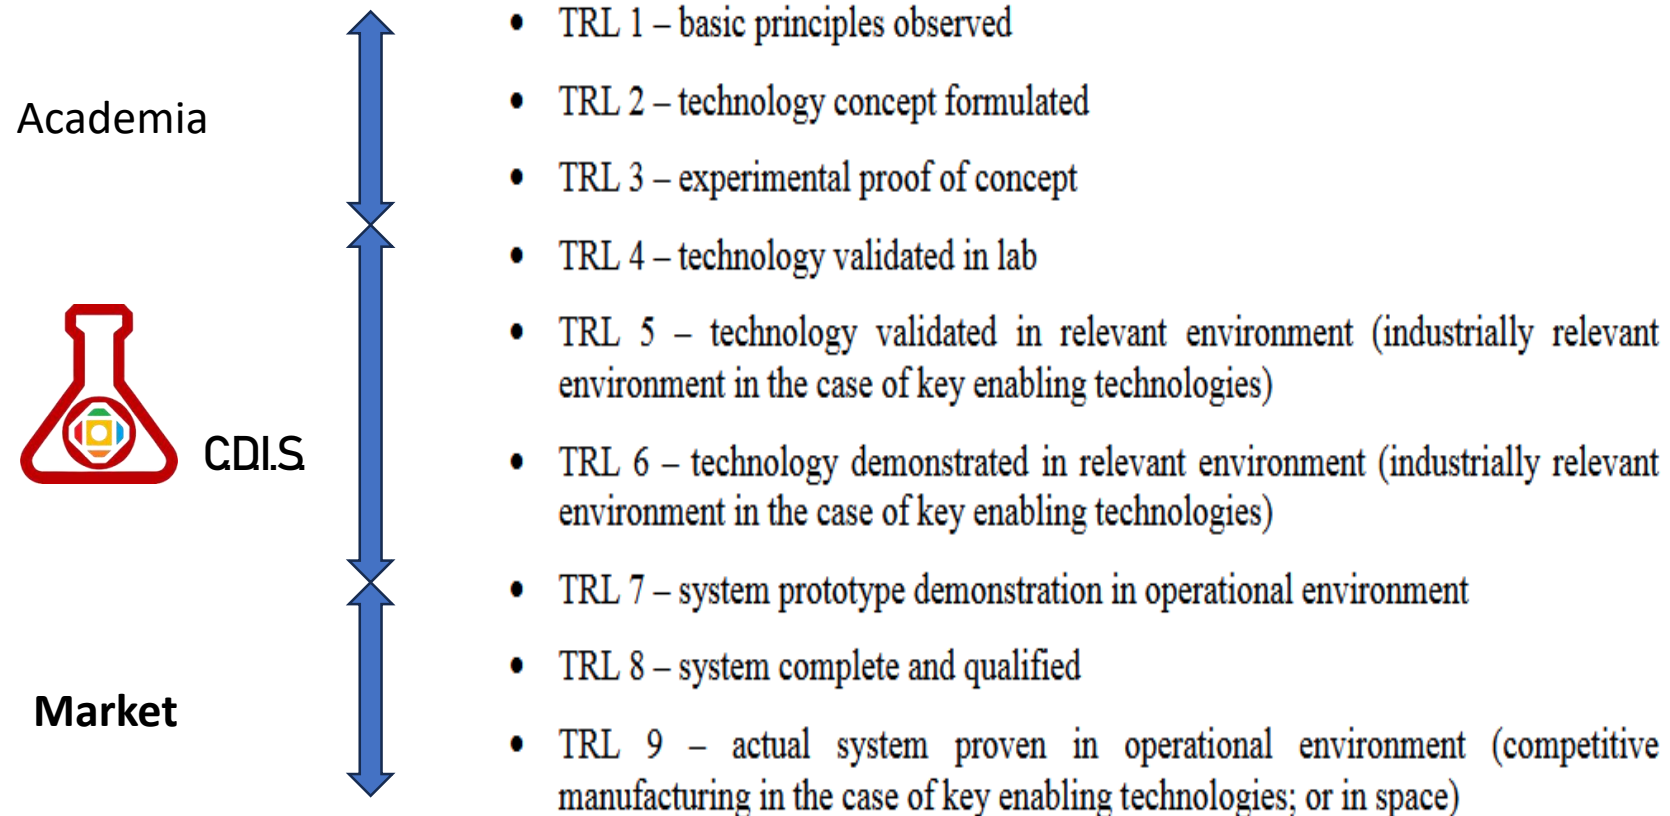 Academia
C.D.I.S.
Market
• TRL 1 – basic principles observed
• TRL 2 – technology concept formulated
• TRL 3 – experimental proof of concept
• TRL 4 – technology validated in lab
• TRL 5 – technology validated in relevant environment (industrially relevant
environment in the case of key enabling technologies)
• TRL 6 – technology demonstrated in relevant environment (industrially relevant
environment in the case of key enabling technologies)
• TRL 7 – system prototype demonstration in operational environment
• TRL 8 – system complete and qualified
• TRL 9 – actual system proven in operational environment (competitive
manufacturing in the case of key enabling technologies; or in space)